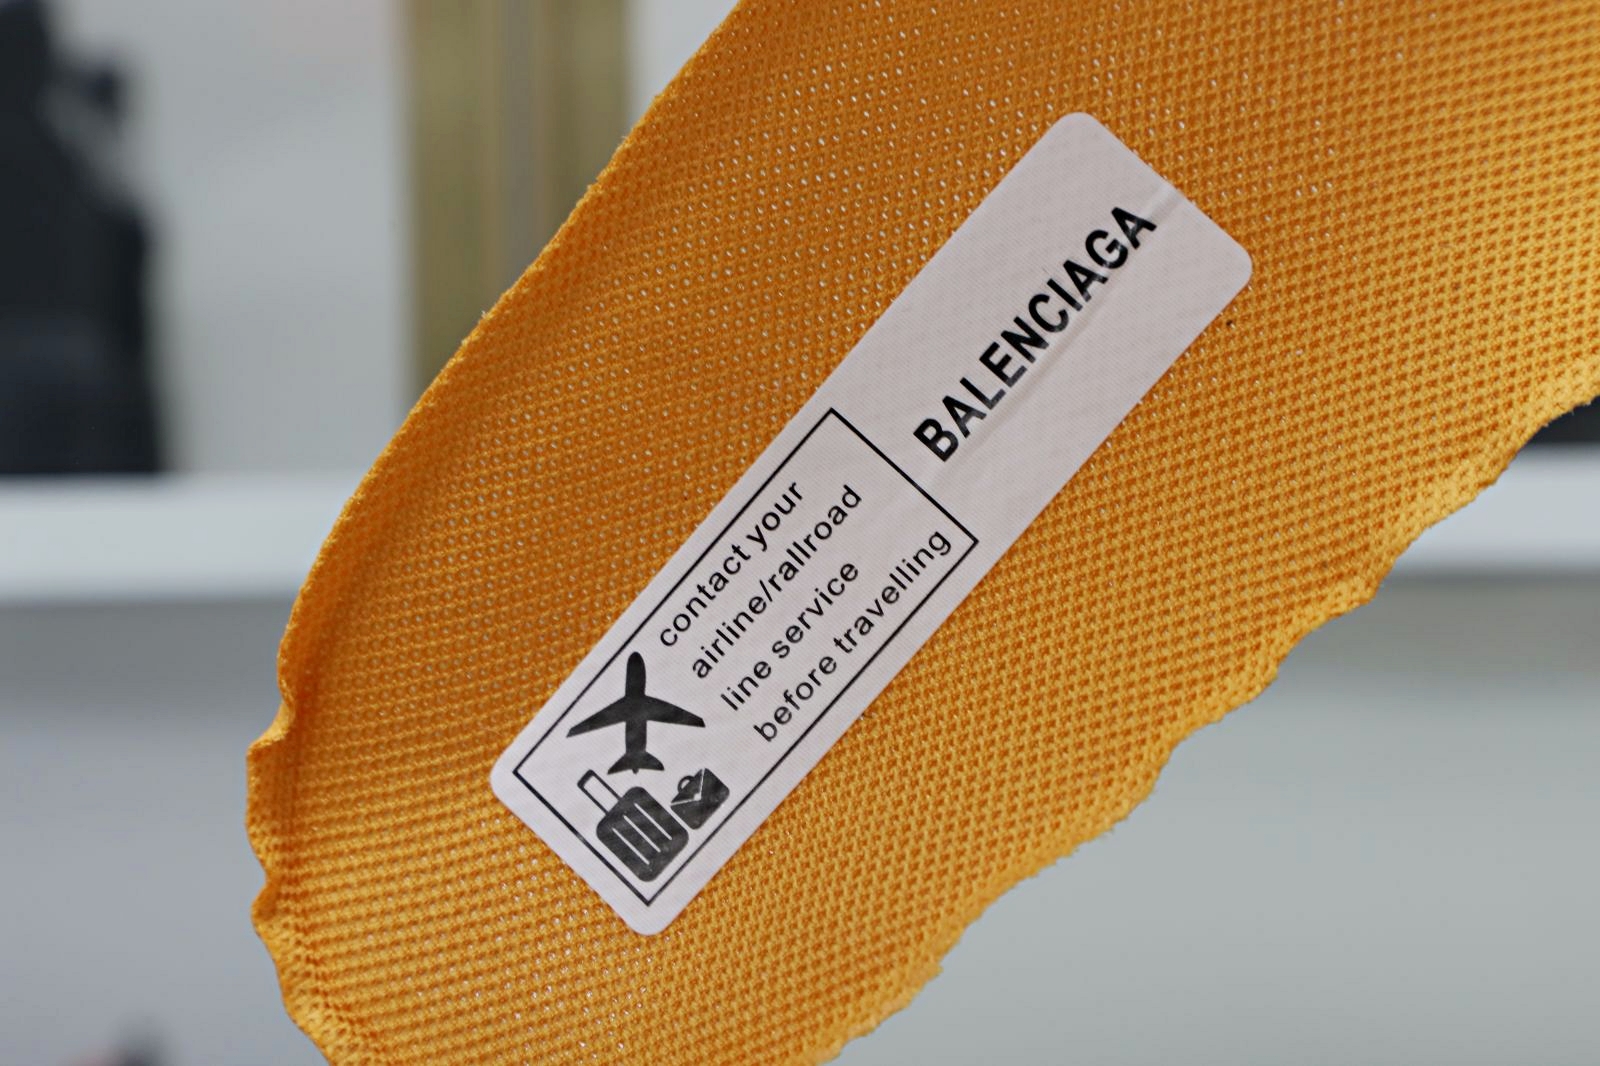 contact your
airline/rallroad
line service
before travelling
BALENCIAGA